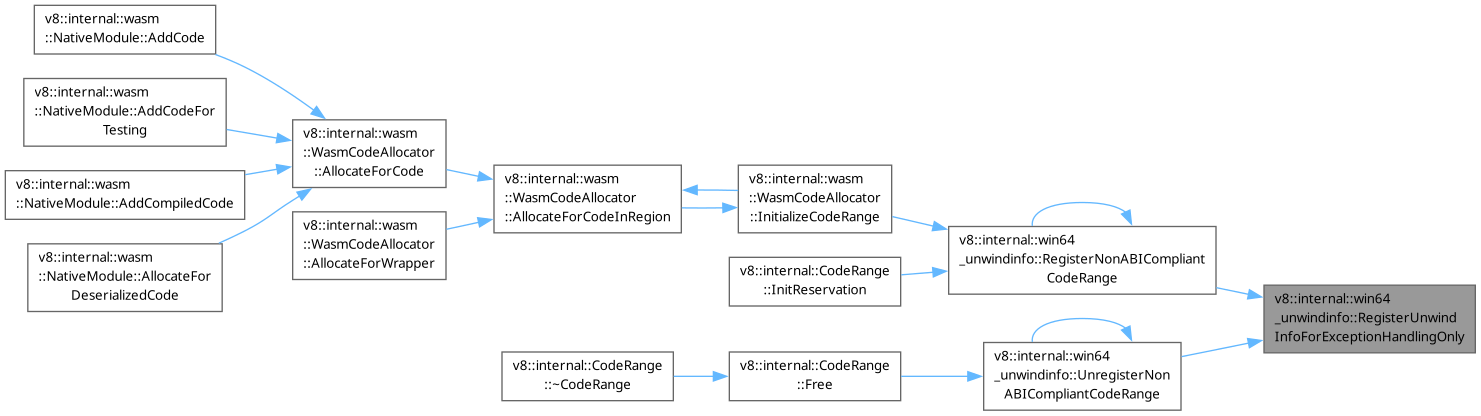 v8::internal::wasm
::NativeModule::AddCode
v8::internal::wasm
::NativeModule::AddCodeFor
Testing
v8::internal::wasm
::NativeModule::AddCompiledCode
v8::internal::wasm
::NativeModule::AllocateFor
DeserializedCode
v8::internal::wasm
::WasmCodeAllocator
::AllocateForCode
v8::internal::wasm
::WasmCodeAllocator
::AllocateForWrapper
v8::internal::wasm
::WasmCodeAllocator
::AllocateForCodeInRegion
v8::internal::wasm
::WasmCodeAllocator
::InitializeCodeRange
v8::internal::CodeRange
::InitReservation
v8::internal::CodeRange
::~CodeRange
v8::internal::CodeRange
::Free
v8::internal::win64
_unwindinfo::RegisterNonABICompliant
CodeRange
v8::internal::win64
_unwindinfo::UnregisterNon
ABICompliantCodeRange
v8::internal::win64
_unwindinfo::RegisterUnwind
InfoForExceptionHandlingOnly